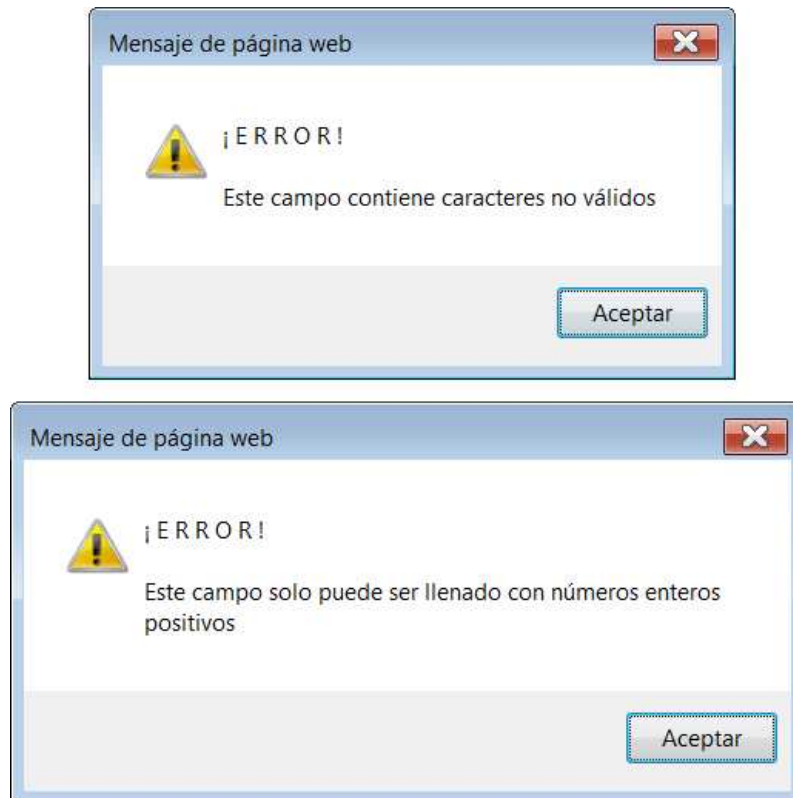 Mensaje de página web
¡ E R R O R !
Este campo contiene caracteres no válidos
Aceptar
Mensaje de página web
¡ E R R O R !
Este campo solo puede ser llenado con números enteros
positivos
Aceptar